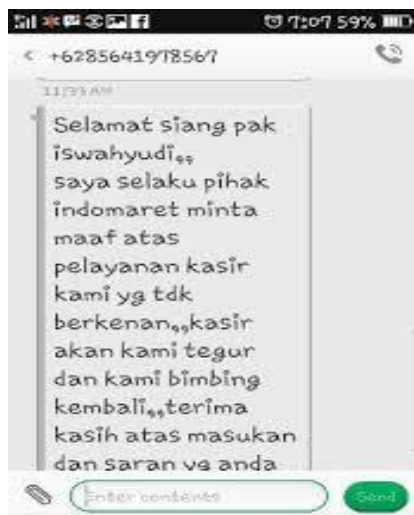 7:07 59%
+6285641978567
11:33 AM
Selamat siang pak
iswahyudi,,
saya selaku pihak
indomaret minta
maaf atas
pelayanan kasir
kami yg tdk
berkenan,,kasir
akan kami tegur
dan kami bimbing
kembali,,terima
kasih atas masukan
dan saran yg anda
Enter contents
Send